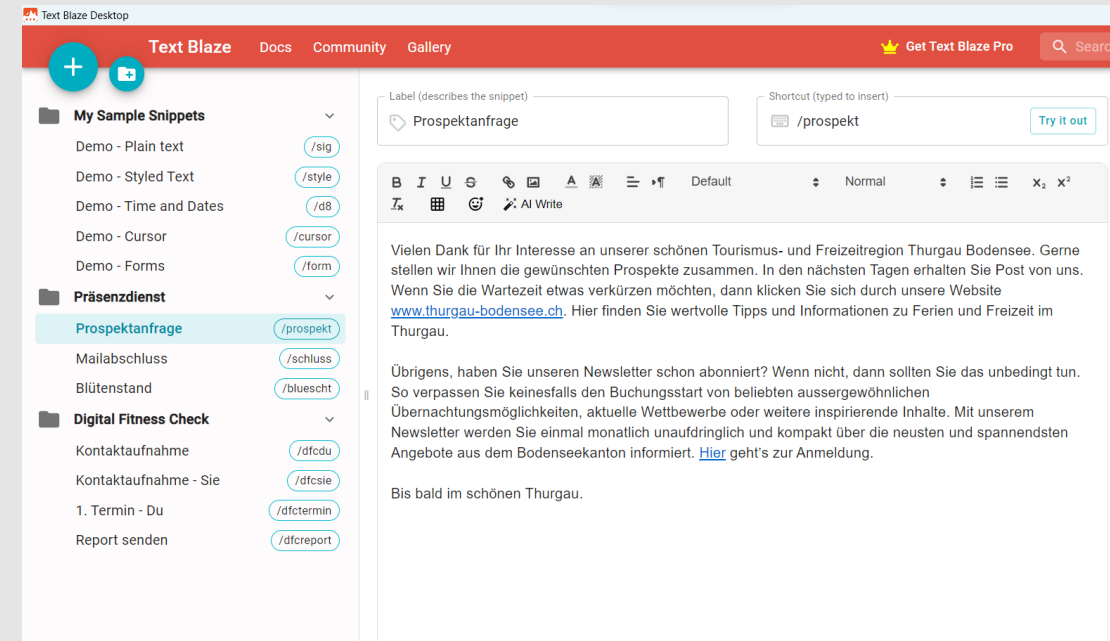 Text Blaze Desktop
Text Blaze Docs Community Gallery Get Text Blaze Pro Searc
My Sample Snippets
Demo - Plain text /sig
Demo - Styled Text /style
Demo - Time and Dates /d8
Demo - Cursor /cursor
Demo - Forms /form
Präsenzdienst
Prospektanfrage /prospekt
Mailabschluss /schluss
Blütenstand /bluescht
Digital Fitness Check
Kontaktaufnahme /dfcdu
Kontaktaufnahme - Sie /dfcsie
1. Termin - Du /dfctermin
Report senden /dfcreport
Label (describes the snippet)
Prospektanfrage
Shortcut (typed to insert)
/prospekt Try it out
B I U S A A Default Normal X₂ X²
Tx AI Write
Vielen Dank für Ihr Interesse an unserer schönen Tourismus- und Freizeitregion Thurgau Bodensee. Gerne
stellen wir Ihnen die gewünschten Prospekte zusammen. In den nächsten Tagen erhalten Sie Post von uns.
Wenn Sie die Wartezeit etwas verkürzen möchten, dann klicken Sie sich durch unsere Website
www.thurgau-bodensee.ch. Hier finden Sie wertvolle Tipps und Informationen zu Ferien und Freizeit im
Thurgau.
Übrigens, haben Sie unseren Newsletter schon abonniert? Wenn nicht, dann sollten Sie das unbedingt tun.
So verpassen Sie keinesfalls den Buchungsstart von beliebten aussergewöhnlichen
Übernachtungsmöglichkeiten, aktuelle Wettbewerbe oder weitere inspirierende Inhalte. Mit unserem
Newsletter werden Sie einmal monatlich unaufdringlich und kompakt über die neusten und spannendsten
Angebote aus dem Bodenseekanton informiert. Hier geht's zur Anmeldung.
Bis bald im schönen Thurgau.